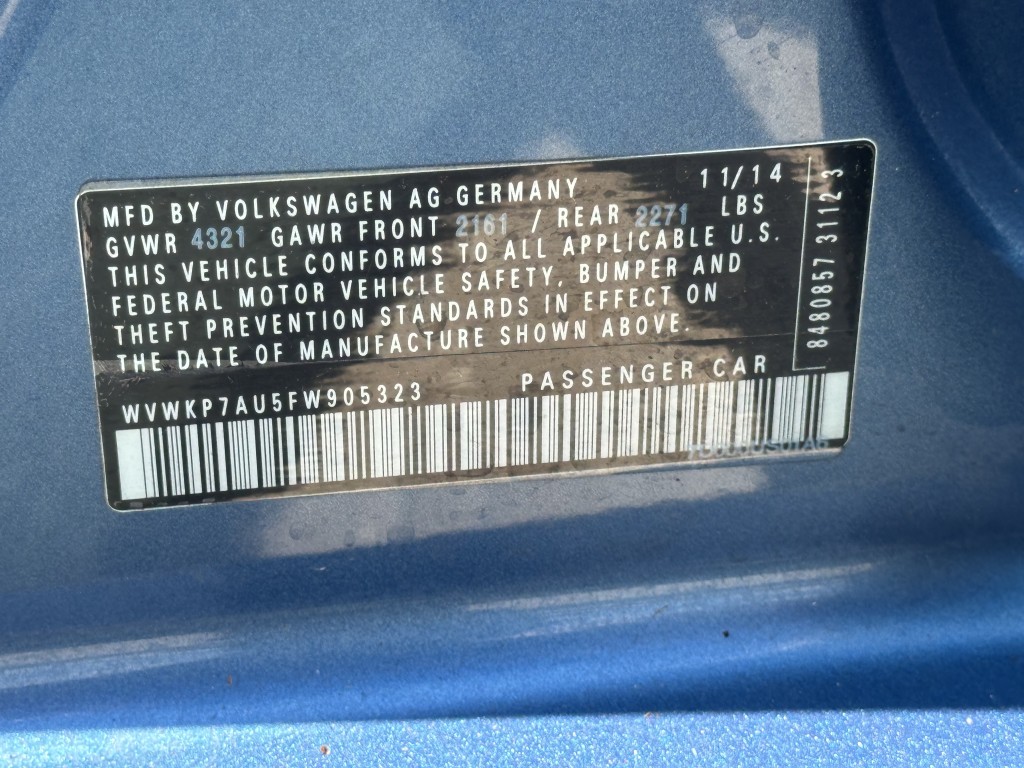 MFD BY VOLKSWAGEN AG GERMANY 11/14
GVWR 4321 GAWR FRONT 2161 / REAR 2271 LBS
THIS VEHICLE CONFORMS TO ALL APPLICABLE U.S.
FEDERAL MOTOR VEHICLE SAFETY, BUMPER AND
THEFT PREVENTION STANDARDS IN EFFECT ON
THE DATE OF MANUFACTURE SHOWN ABOVE.
WVWKP7AU5FW905323 PASSENGER CAR
8480857 31123